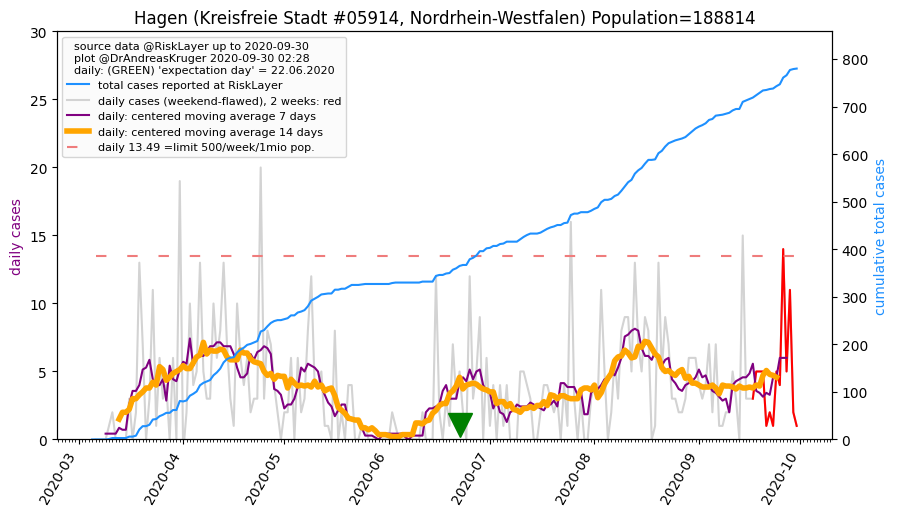 Hagen (Kreisfreie Stadt #05914, Nordrhein-Westfalen) Population=188814
source data @RiskLayer up to 2020-09-30
plot @DrAndreasKruger 2020-09-30 02:28
daily: (GREEN) 'expectation day' = 22.06.2020
total cases reported at RiskLayer
daily cases (weekend-flawed), 2 weeks: red
daily: centered moving average 7 days
daily: centered moving average 14 days
daily 13.49 =limit 500/week/1mio pop.
daily cases
30
25
20
15
10
5
0
cumulative total cases
800
700
600
500
400
300
200
100
0
2020-03
2020-04
2020-05
2020-06
2020-07
2020-08
2020-09
2020-10